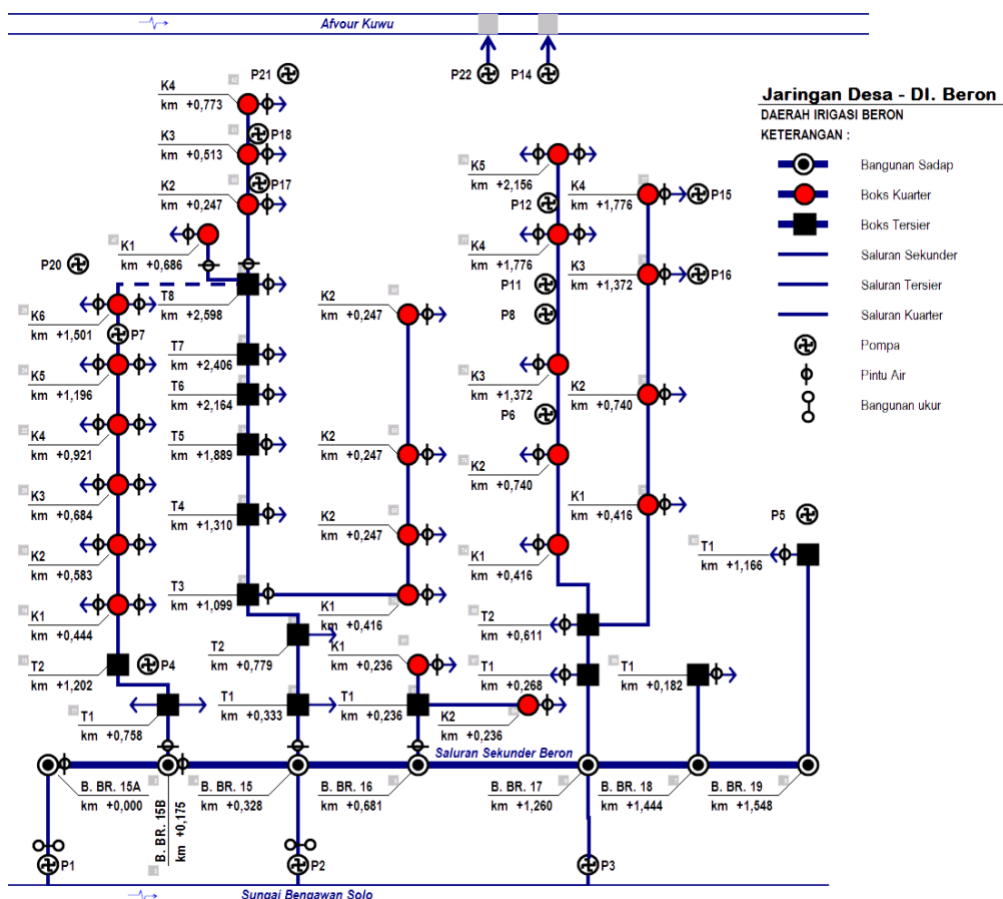 Afvour Kuwu
P21
P22
P14
K4
km +0,773
K3
km +0,513
P18
K2
km +0,247
P17
K1
km +0,686
P20
T8
km +2,598
K6
km +1,501
P7
K5
km +1,196
K4
km +0,921
K3
km +0,684
K2
km +0,583
K1
km +0,444
T2
km +1,202
P4
T1
km +0,758
T7
km +2,406
T6
km +2,164
T5
km +1,889
T4
km +1,310
T3
km +1,099
T2
km +0,779
T1
km +0,333
K2
km +0,247
K2
km +0,247
K2
km +0,247
K1
km +0,416
K1
km +0,236
T1
km +0,236
K2
km +0,236
K5
km +2,156
P12
K4
km +1,776
P11
P8
K3
km +1,372
P6
K2
km +0,740
K1
km +0,416
K4
km +1,776
P15
K3
km +1,372
P16
K2
km +0,740
K1
km +0,416
T2
km +0,611
T1
km +0,268
T1
km +0,182
P5
T1
km +1,166
Saluran Sekunder Beron
B. BR. 15A
km +0,000
B. BR. 15B
km +0,175
B. BR. 15
km +0,328
B. BR. 16
km +0,681
B. BR. 17
km +1,260
B. BR. 18
km +1,444
B. BR. 19
km +1,548
P1
P2
P3
Sungai Bengawan Solo
Jaringan Desa - DI. Beron
DAERAH IRIGASI BERON
KETERANGAN :
Bangunan Sadap
Boks Kuarter
Boks Tersier
Saluran Sekunder
Saluran Tersier
Saluran Kuarter
Pompa
Pintu Air
Bangunan ukur